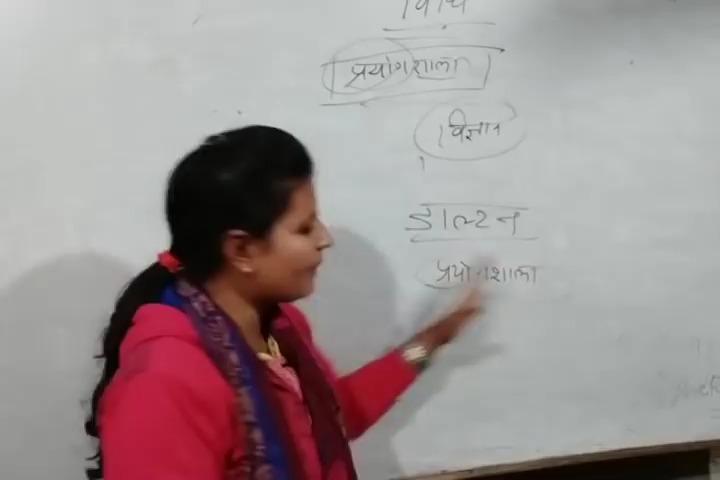 विधि
प्रयोगशाला
विज्ञान
डाल्टन
प्रयोगशाला